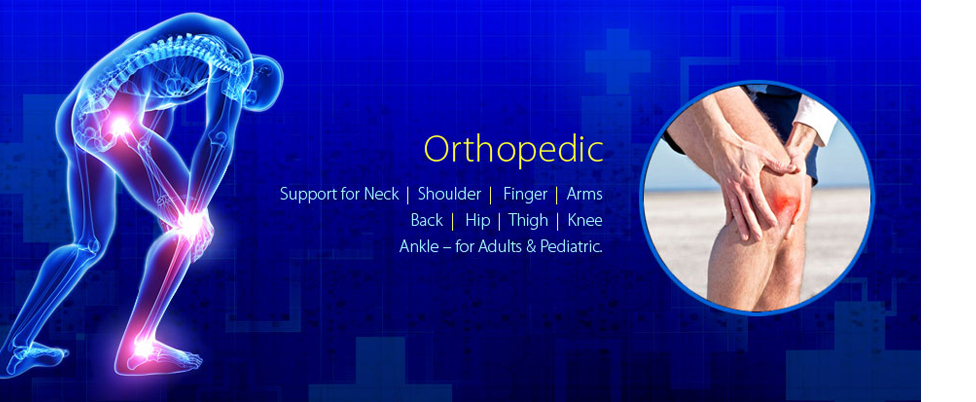 Orthopedic
Support for Neck | Shoulder | Finger | Arms
Back | Hip | Thigh | Knee
Ankle – for Adults & Pediatric.